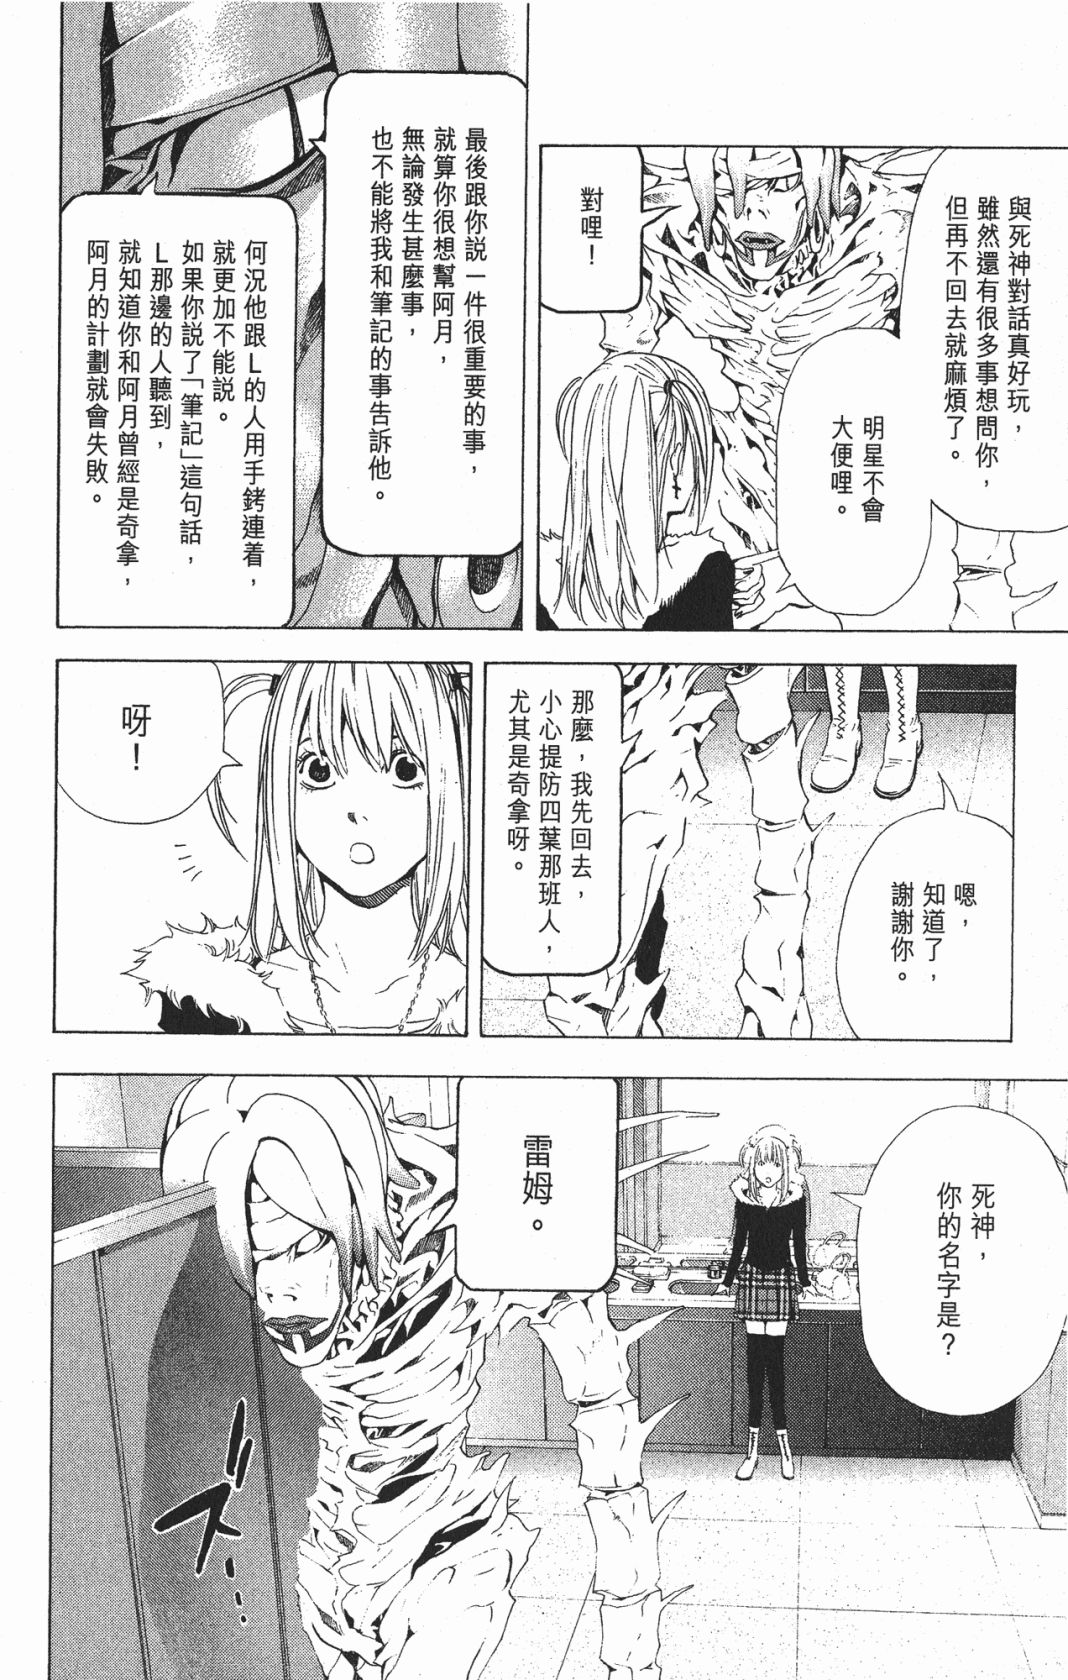 與死神對話真好玩，
雖然還有很多事想問你，
但再不回去就麻煩了。
明星不會
大便哩。
對哩！
最後跟你說一件很重要的事，
就算你很想幫阿月，
無論發生甚麼事，
也不能將我和筆記的事告訴他。
何況他跟L的人用手銬連着，
就更加不能説。
如果你説了「筆記」這句話，
L那邊的人聽到，
就知道你和阿月曾經是奇拿，
阿月的計劃就會失敗。
嗯，
知道了，
謝謝你。
那麼，我先回去，
小心提防四葉那班人，
尤其是奇拿呀。
呀！
死神，
你的名字是？
雷姆。